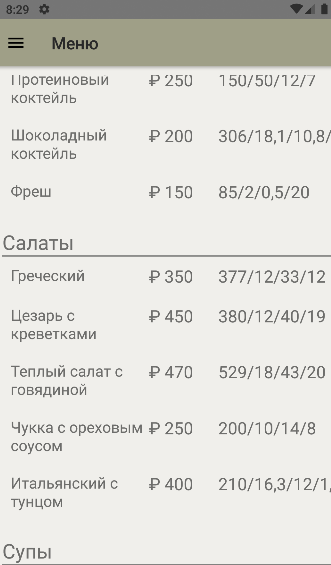 8:29
Меню
Протеиновый ₽ 250 150/50/12/7
коктейль
Шоколадный ₽ 200 306/18,1/10,8/
коктейль
Фреш ₽ 150 85/2/0,5/20
Салаты
Греческий ₽ 350 377/12/33/12
Цезарь с ₽ 450 380/12/40/19
креветками
Теплый салат с ₽ 470 529/18/43/20
говядиной
Чукка с ореховым ₽ 250 200/10/14/8
соусом
Итальянский с ₽ 400 210/16,3/12/1,
тунцом
Супы